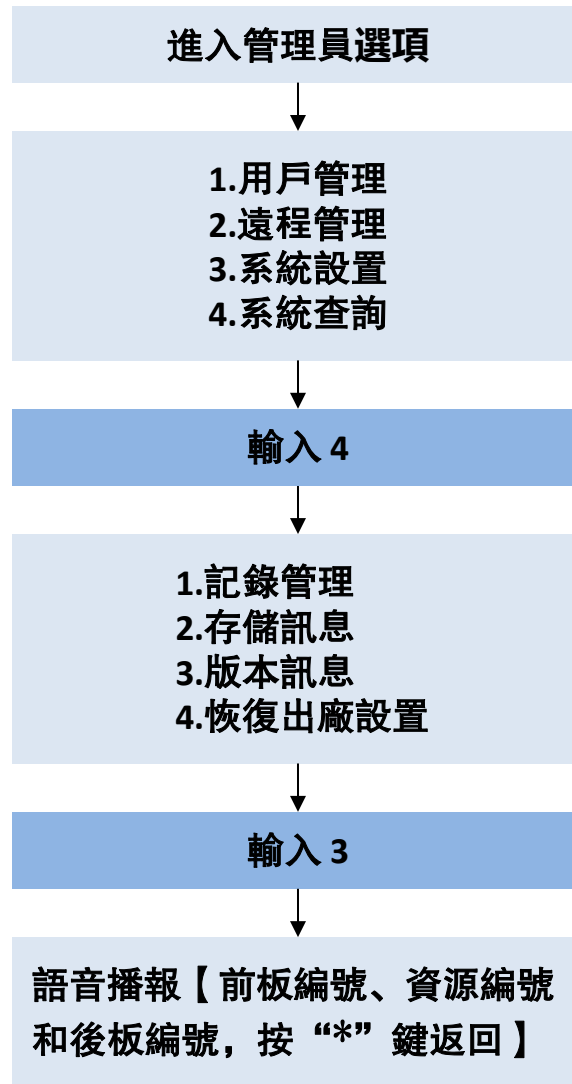 進入管理員選項
1.用戶管理
2.遠程管理
3.系統設置
4.系統查詢
輸入 4
1.記錄管理
2.存儲訊息
3.版本訊息
4.恢復出廠設置
輸入 3
語音播報【前板編號、資源編號
和後板編號，按“*”鍵返回】